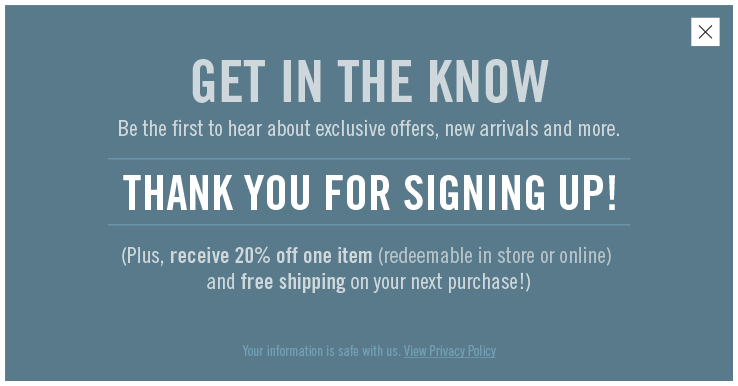 GET IN THE KNOW
Be the first to hear about exclusive offers, new arrivals and more.
THANK YOU FOR SIGNING UP!
(Plus, receive 20% off one item (redeemable in store or online)
and free shipping on your next purchase!)
Your information is safe with us. View Privacy Policy